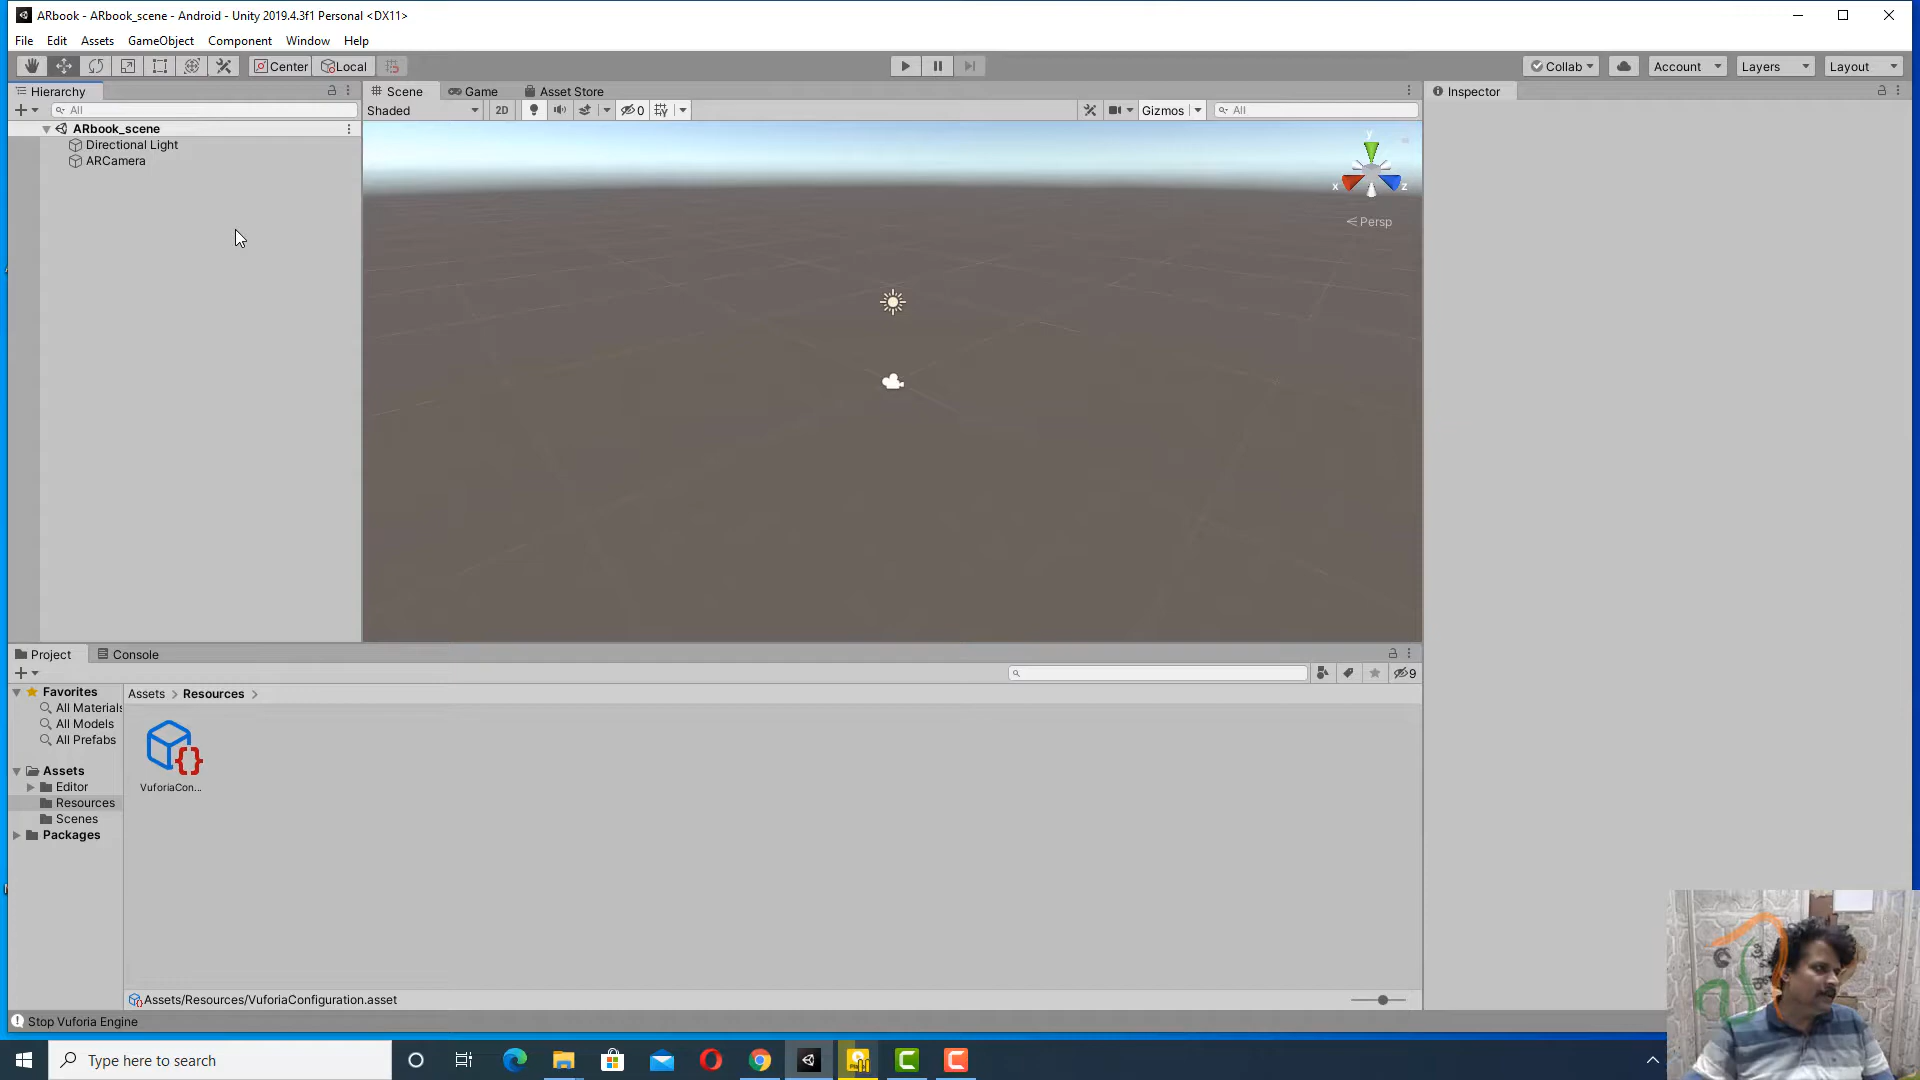 ARbook - ARbook_scene - Android - Unity 2019.4.3f1 Personal <DX11>
File Edit Assets GameObject Component Window Help
Center Local Collab Account Layers Layout
Hierarchy Scene Game Asset Store Inspector
All Shaded 2D 0 Gizmos All
ARbook_scene
Directional Light
ARCamera
y
x z
Persp
Project Console
9
Favorites
Assets > Resources >
All Materials
All Models
All Prefabs
VuforiaCon...
Assets
Editor
Resources
Scenes
Packages
Assets/Resources/VuforiaConfiguration.asset
Stop Vuforia Engine
Type here to search